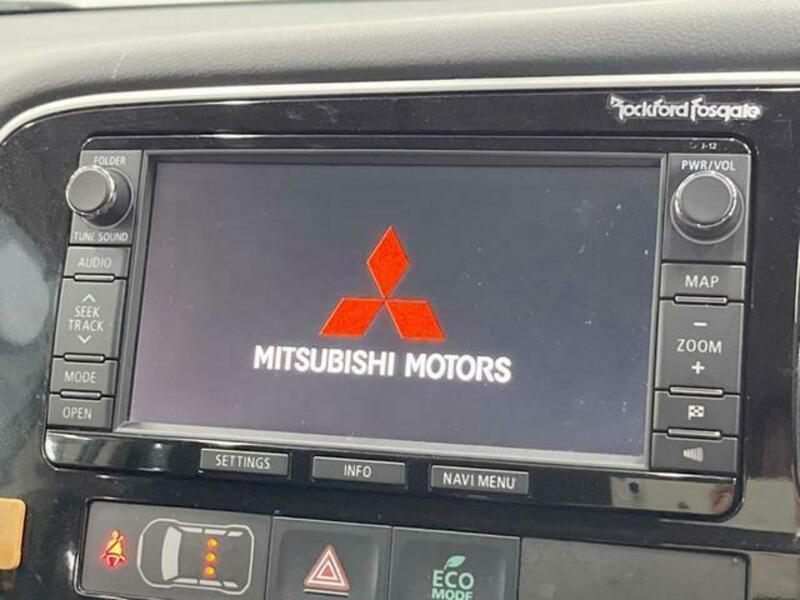 Rockford Fosgate
J-12
FOLDER
TUNE SOUND
AUDIO
SEEK
TRACK
MODE
OPEN
MITSUBISHI MOTORS
PWR/VOL
MAP
−
ZOOM
+
SETTINGS
INFO
NAVI MENU
ECO
MODE